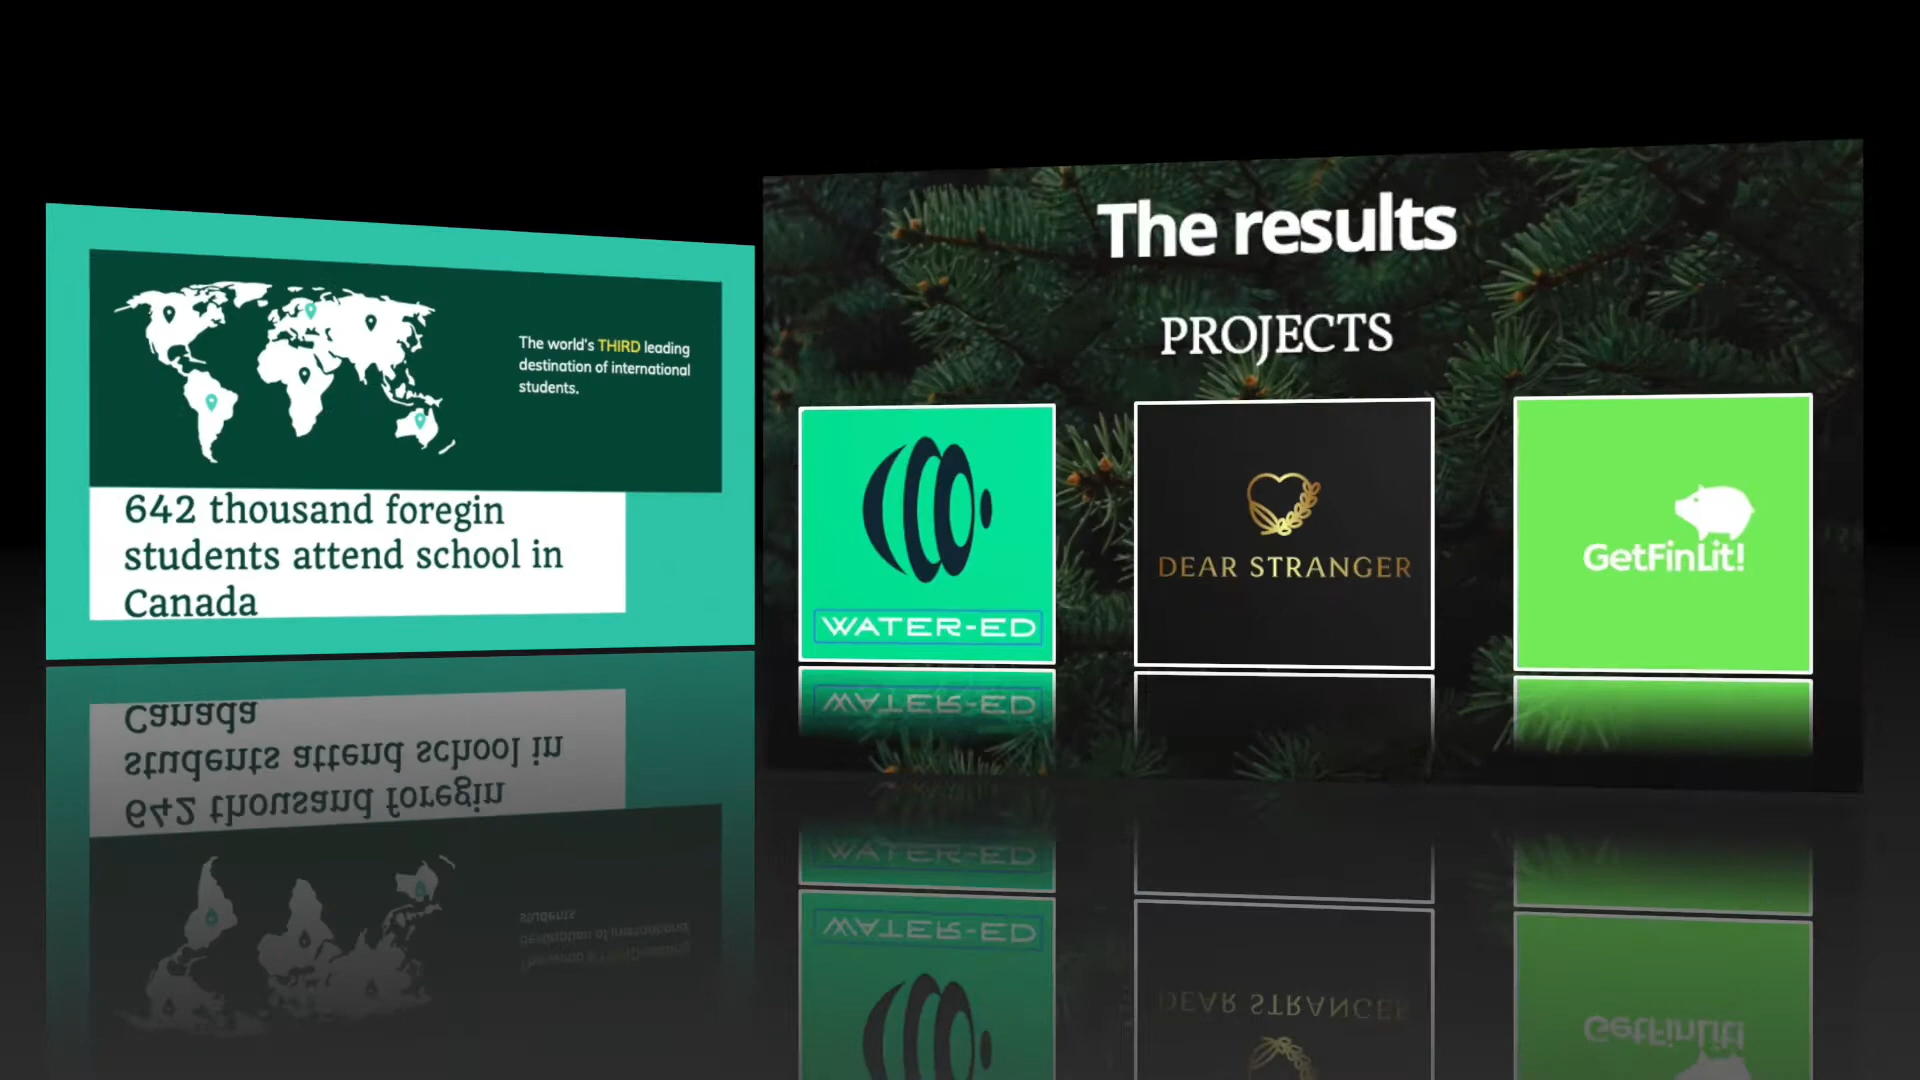 The world's THIRD leading
destination of international
students.
642 thousand foregin
students attend school in
Canada
The results
PROJECTS
WATER-ED
DEAR STRANGER
GetFinLit!